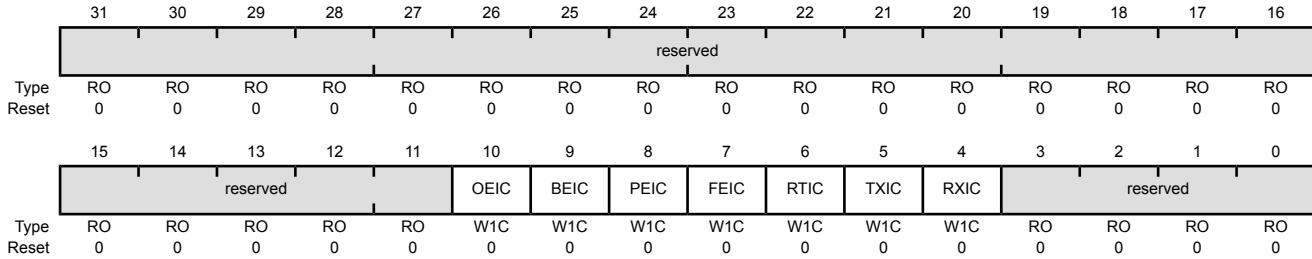 31 30 29 28 27 26 25 24 23 22 21 20 19 18 17 16
reserved
Type RO RO RO RO RO RO RO RO RO RO RO RO RO RO RO RO
Reset 0 0 0 0 0 0 0 0 0 0 0 0 0 0 0 0
15 14 13 12 11 10 9 8 7 6 5 4 3 2 1 0
reserved OEIC BEIC PEIC FEIC RTIC TXIC RXIC reserved
Type RO RO RO RO RO W1C W1C W1C W1C W1C W1C W1C RO RO RO RO
Reset 0 0 0 0 0 0 0 0 0 0 0 0 0 0 0 0